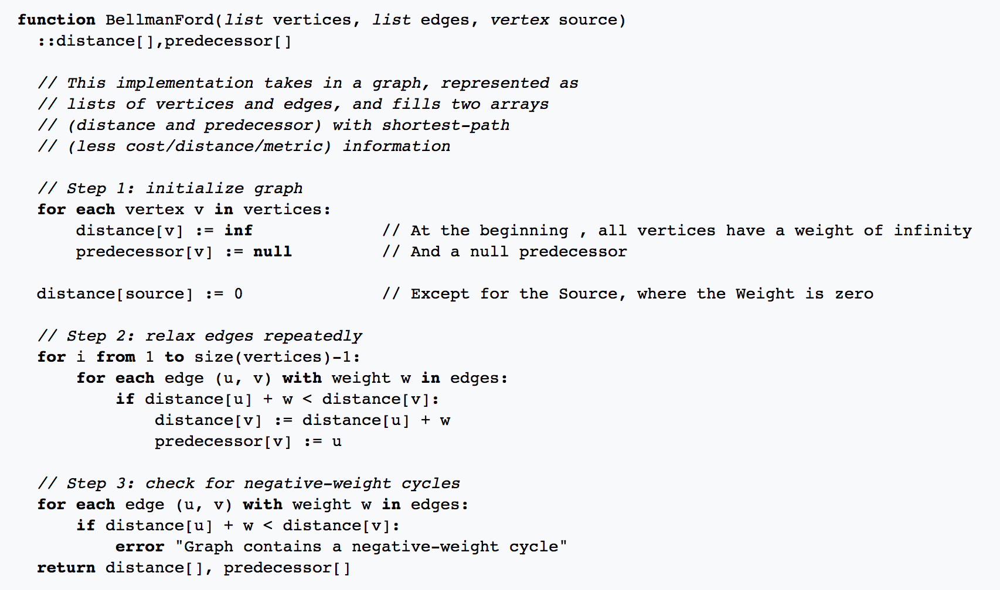 function BellmanFord(list vertices, list edges, vertex source)
::distance[],predecessor[]
// This implementation takes in a graph, represented as
// lists of vertices and edges, and fills two arrays
// (distance and predecessor) with shortest-path
// (less cost/distance/metric) information
// Step 1: initialize graph
for each vertex v in vertices:
distance[v] := inf // At the beginning , all vertices have a weight of infinity
predecessor[v] := null // And a null predecessor
distance[source] := 0 // Except for the Source, where the Weight is zero
// Step 2: relax edges repeatedly
for i from 1 to size(vertices)-1:
for each edge (u, v) with weight w in edges:
if distance[u] + w < distance[v]:
distance[v] := distance[u] + w
predecessor[v] := u
// Step 3: check for negative-weight cycles
for each edge (u, v) with weight w in edges:
if distance[u] + w < distance[v]:
error "Graph contains a negative-weight cycle"
return distance[], predecessor[]